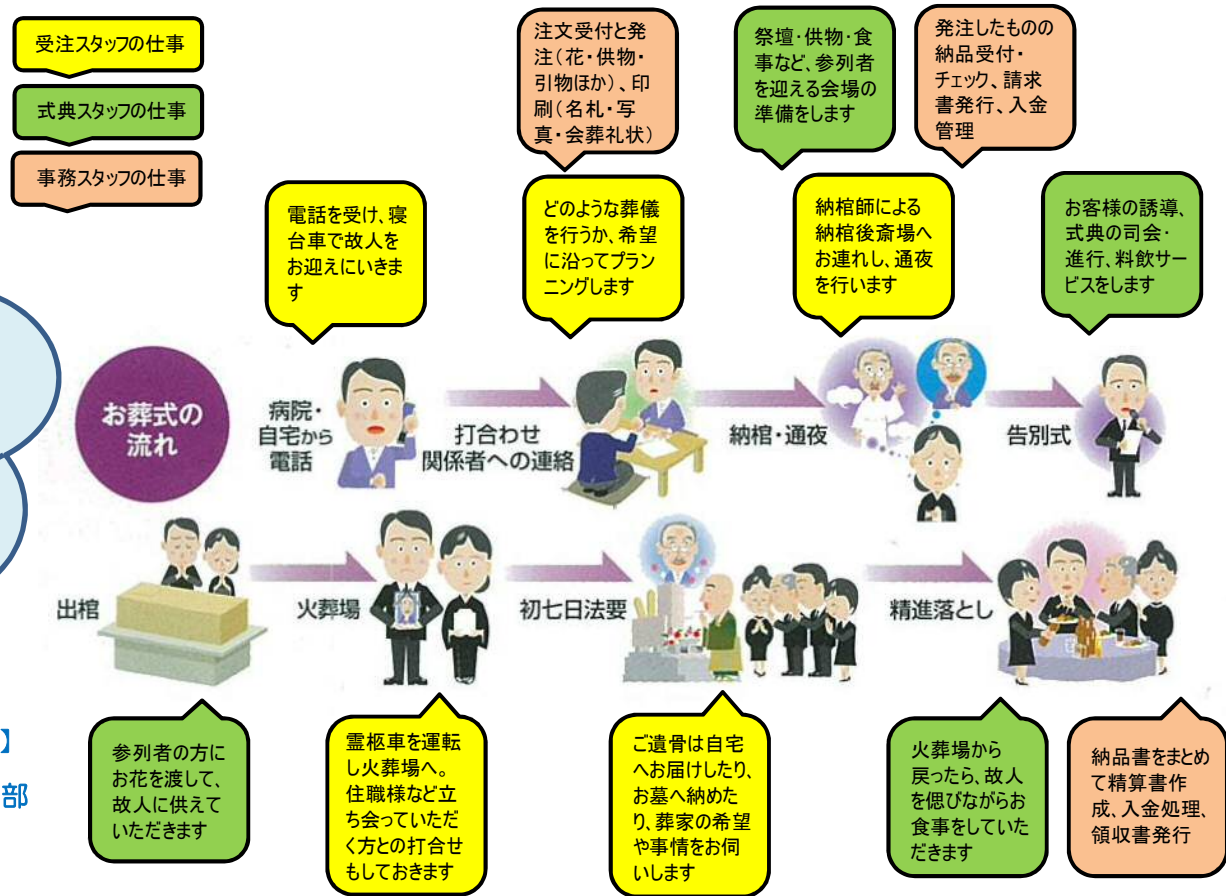 受注スタッフの仕事
式典スタッフの仕事
事務スタッフの仕事
注文受付と発
注(花・供物・
引物ほか)、印
刷(名札・写
真・会葬礼状)
祭壇・供物・食
事など、参列者
を迎える会場の
準備をします
発注したものの
納品受付・
チェック、請求
書発行、入金
管理
電話を受け、寝
台車で故人を
お迎えにいきま
す
どのような葬儀
を行うか、希望
に沿ってプラン
ニングします
納棺師による
納棺後斎場へ
お連れし、通夜
を行います
お客様の誘導、
式典の司会・
進行、料飲サー
ビスをします
お葬式の
流れ
病院・
自宅から
電話
打合わせ
関係者への連絡
納棺・通夜
告別式
出棺
火葬場
初七日法要
精進落とし
】
部
参列者の方に
お花を渡して、
故人に供えて
いただきます
霊柩車を運転
し火葬場へ。
住職様など立
ち会っていただ
く方との打合せ
もしておきます
ご遺骨は自宅
へお届けしたり、
お墓へ納めた
り、葬家の希望
や事情をお伺
いします
火葬場から
戻ったら、故人
を偲びながらお
食事をしていた
だきます
納品書をまとめ
て精算書作
成、入金処理、
領収書発行